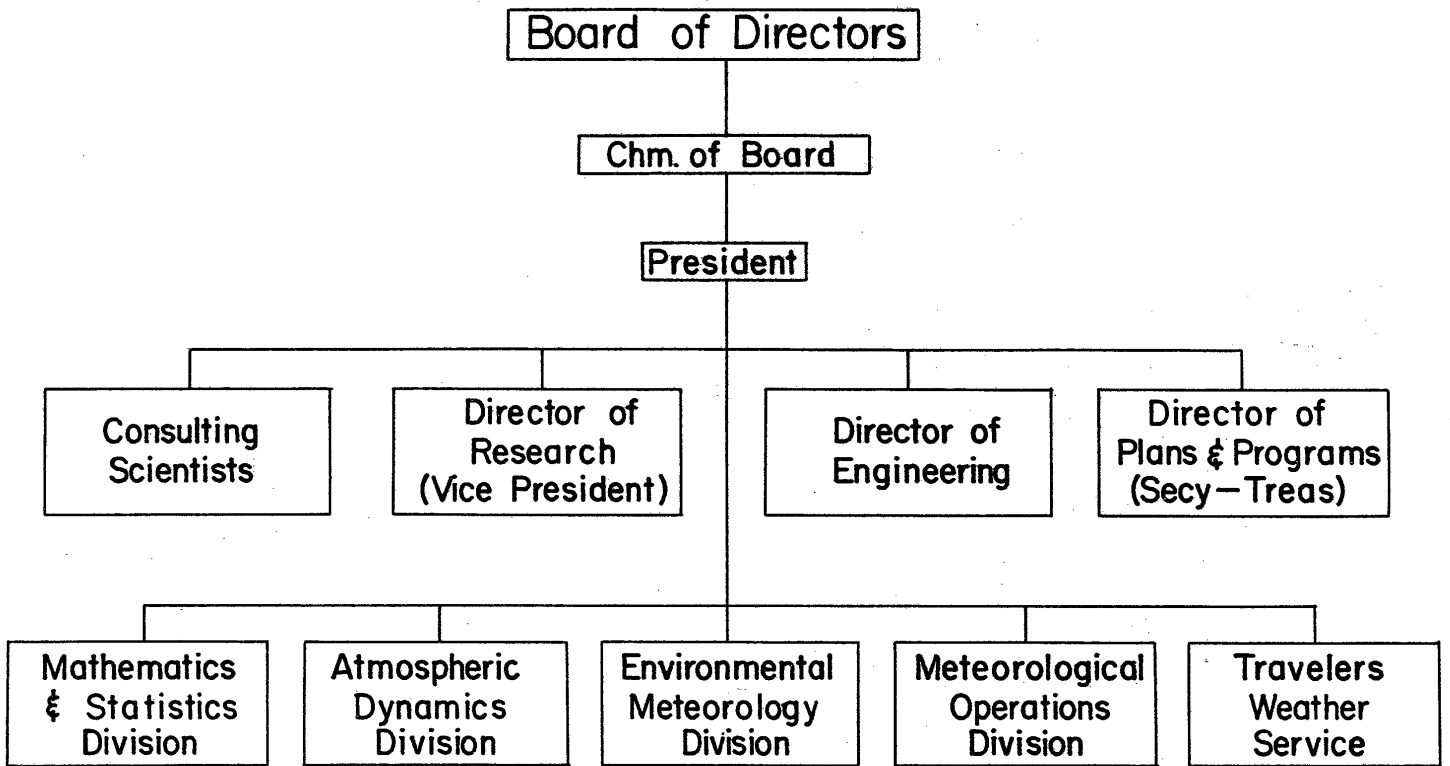 Board of Directors
Chm. of Board
President
Consulting
Scientists
Director of
Research
(Vice President)
Director of
Engineering
Director of
Plans & Programs
(Secy—Treas)
Mathematics
& Statistics
Division
Atmospheric
Dynamics
Division
Environmental
Meteorology
Division
Meteorological
Operations
Division
Travelers
Weather
Service